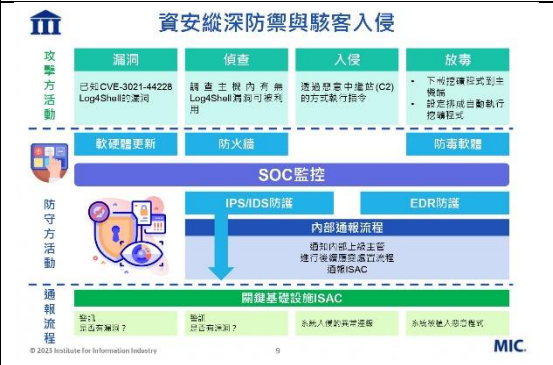 資安縱深防禦與駭客入侵
攻擊方活動
漏洞
已知CVE-3021-44228
Log4Shell的漏洞
偵查
調查主機內有無
Log4Shell漏洞可被利
用
入侵
透過惡意中繼站(C2)
的方式執行指令
放毒
• 下載挖礦程式到主
機端
• 設定排成自動執行
挖礦程式
軟硬體更新
防火牆
防毒軟體
SOC監控
防守方活動
IPS/IDS防護
EDR防護
內部通報流程
通知內部上級主管
進行後續應變處置流程
通報ISAC
通報流程
關鍵基礎設施ISAC
警訊
是否有漏洞？
警訊
是否有漏洞？
系統入侵的異常通報
系統被植入惡意程式
© 2023 Institute for Information Industry
9
MIC.